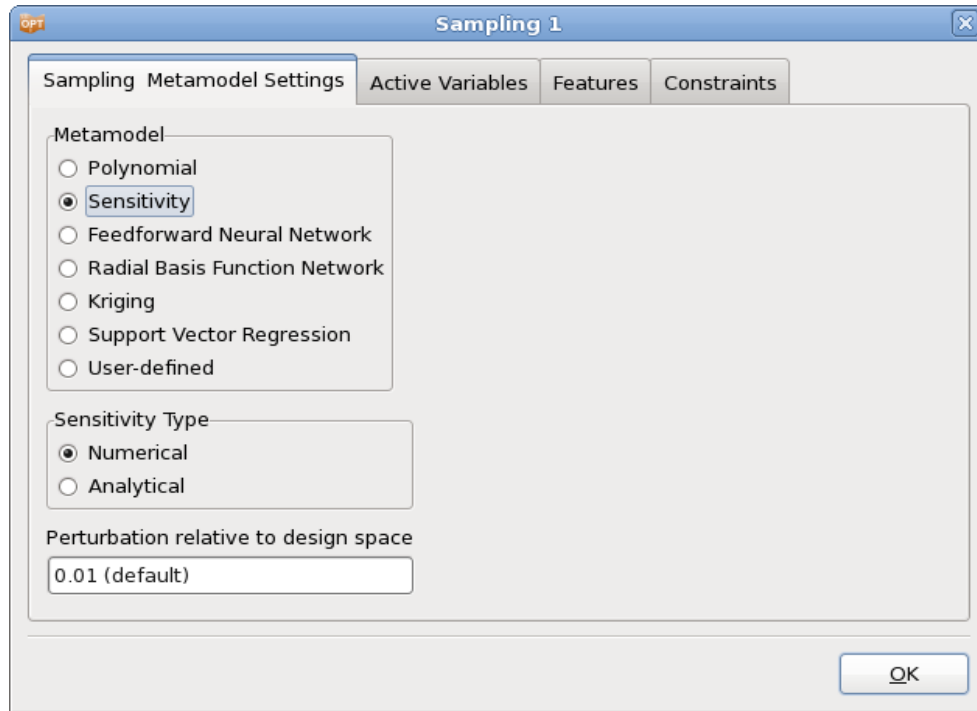 OPT
Sampling 1
Sampling Metamodel Settings
Active Variables
Features
Constraints
Metamodel
Polynomial
Sensitivity
Feedforward Neural Network
Radial Basis Function Network
Kriging
Support Vector Regression
User-defined
Sensitivity Type
Numerical
Analytical
Perturbation relative to design space
0.01 (default)
OK